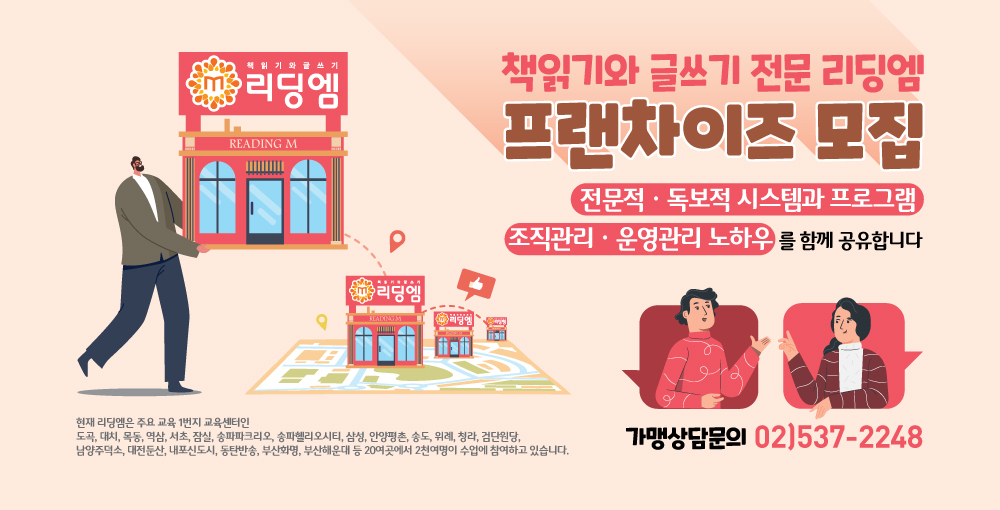 책읽기와글쓰기
m
리딩엠
READING M
책읽기와 글쓰기 전문 리딩엠
프랜차이즈 모집
전문적 · 독보적 시스템과 프로그램
조직관리 · 운영관리 노하우 를 함께 공유합니다
책읽기와글쓰기
m
리딩엠
READING M
리딩엠
가맹상담문의 02)537-2248
현재 리딩엠은 주요 교육 1번지 교육센터인
도곡, 대치, 목동, 역삼, 서초, 잠실, 송파파크리오, 송파헬리오시티, 삼성, 안양평촌, 송도, 위례, 청라, 검단원당,
남양주덕소, 대전둔산, 내포신도시, 동탄반송, 부산화명, 부산해운대 등 20여곳에서 2천여명이 수업에 참여하고 있습니다.